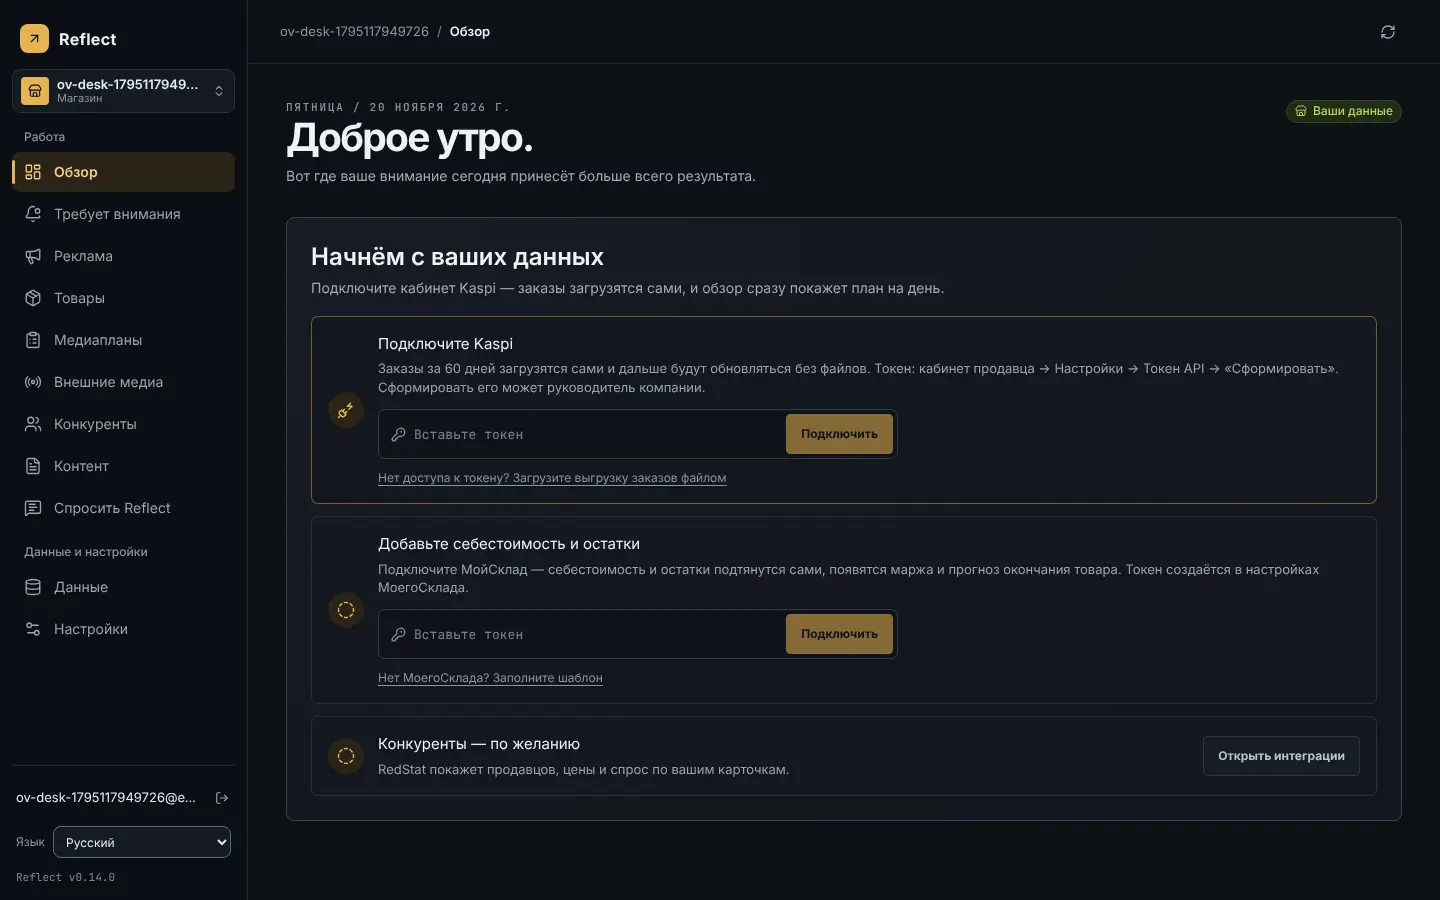 Reflect
ov-desk-179511794...
Магазин
Работа
Обзор
Требует внимания
Реклама
Товары
Медиапланы
Внешние медиа
Конкуренты
Контент
Спросить Reflect
Данные и настройки
Данные
Настройки
ov-desk-1795117949726@e...
Язык
Русский
Reflect v0.14.0
ov-desk-1795117949726 / Обзор
ПЯТНИЦА / 20 НОЯБРЯ 2026 Г.
Доброе утро.
Вот где ваше внимание сегодня принесёт больше всего результата.
Ваши данные
Начнём с ваших данных
Подключите кабинет Kaspi — заказы загрузятся сами, и обзор сразу покажет план на день.
Подключите Kaspi
Заказы за 60 дней загрузятся сами и дальше будут обновляться без файлов. Токен: кабинет продавца → Настройки → Токен API → «Сформировать».
Сформировать его может руководитель компании.
Вставьте токен
Подключить
Нет доступа к токену? Загрузите выгрузку заказов файлом
Добавьте себестоимость и остатки
Подключите МойСклад — себестоимость и остатки подтянутся сами, появятся маржа и прогноз окончания товара. Токен создаётся в настройках
МоегоСклада.
Вставьте токен
Подключить
Нет МоегоСклада? Заполните шаблон
Конкуренты — по желанию
RedStat покажет продавцов, цены и спрос по вашим карточкам.
Открыть интеграции